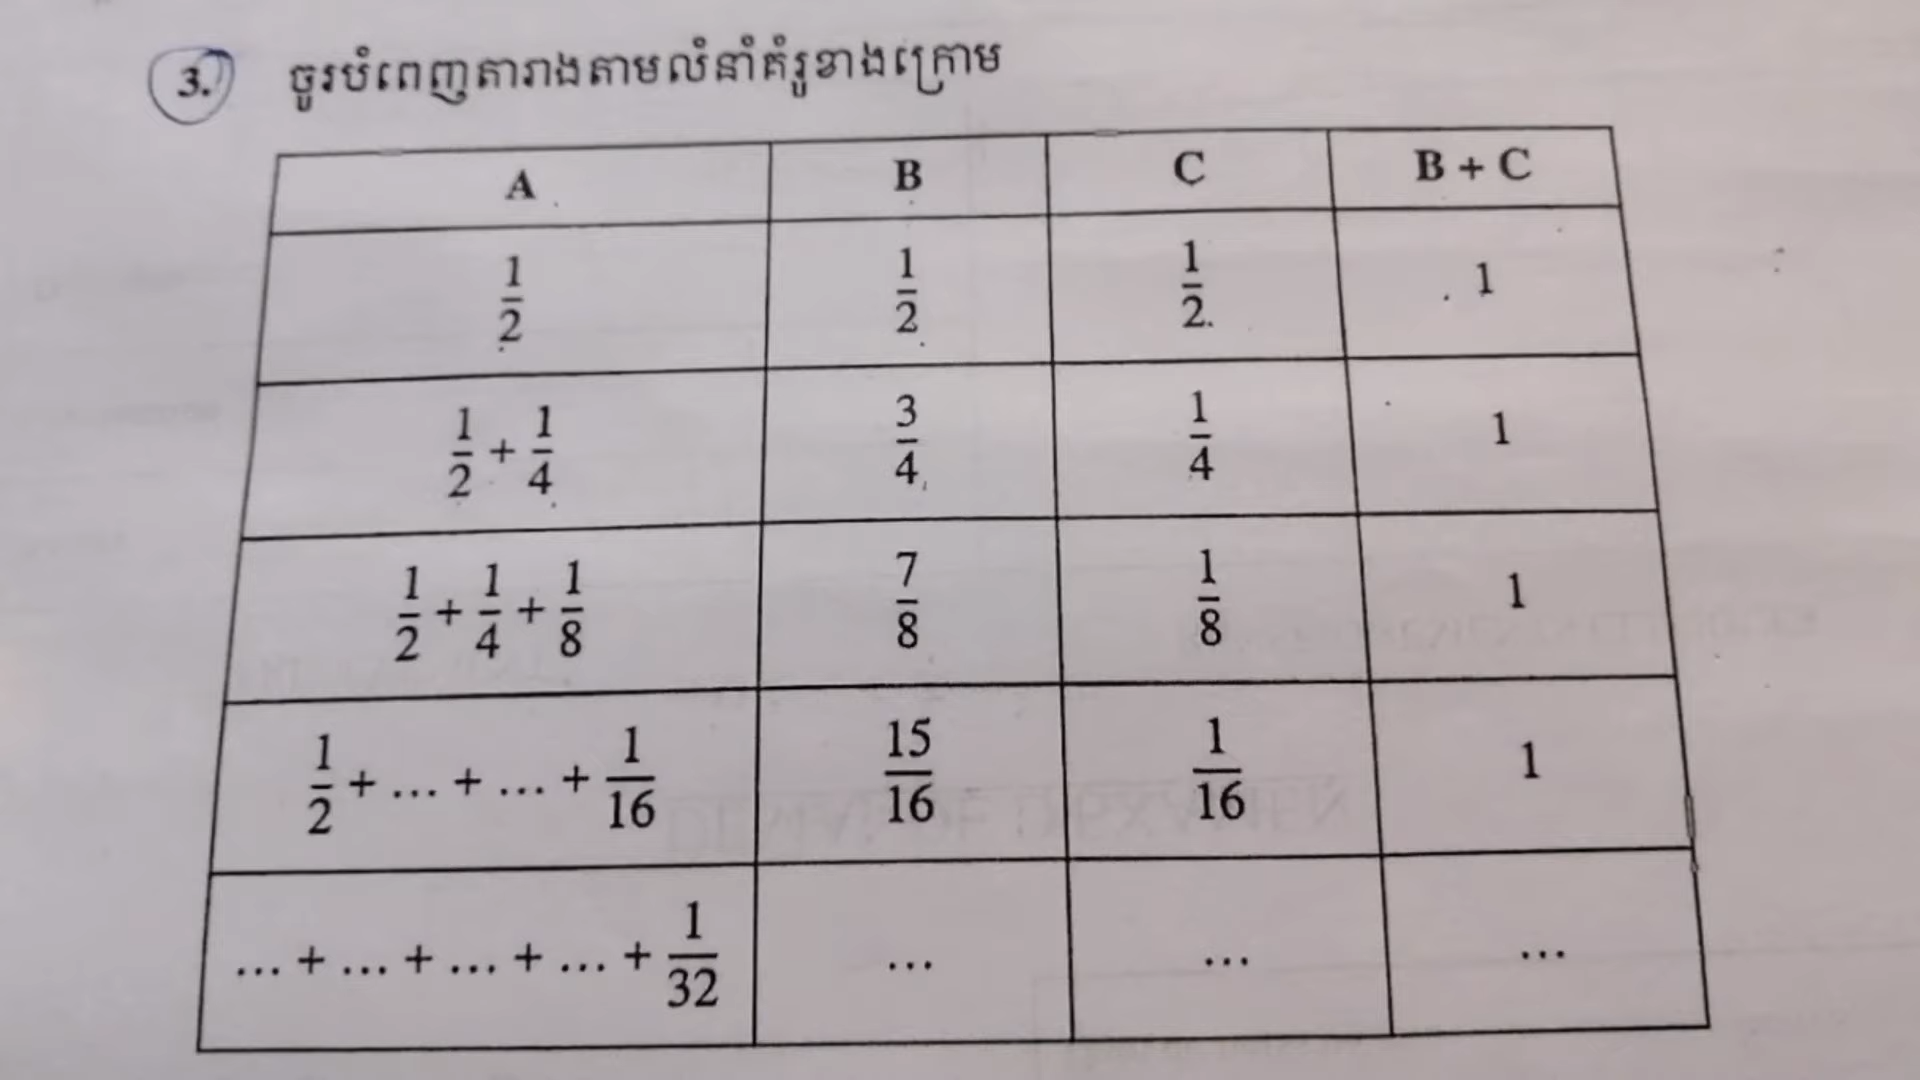 3. ចូរបំពេញតារាងតាមលំនាំគំរូខាងក្រោម
A B C B + C
1/2 1/2 1/2 1
1/2 + 1/4 3/4 1/4 1
1/2 + 1/4 + 1/8 7/8 1/8 1
1/2 + ... + ... + 1/16 15/16 1/16 1
... + ... + ... + ... + 1/32 ... ... ...